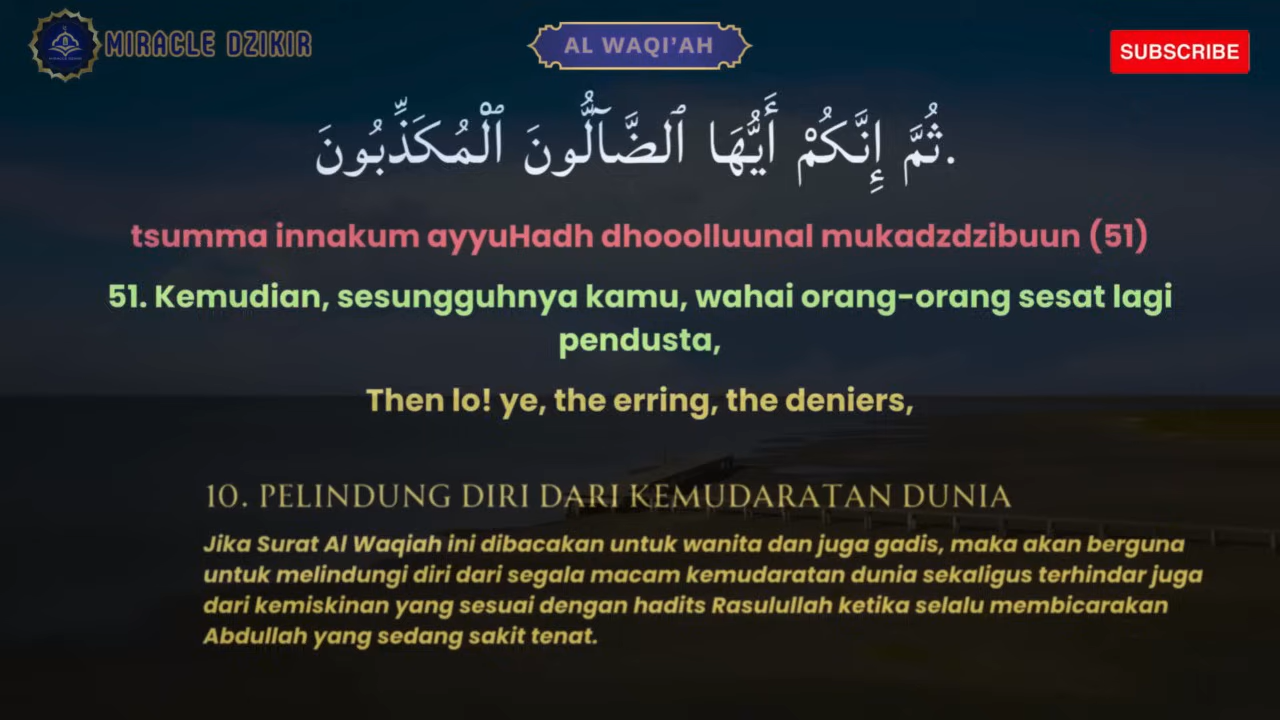 MIRACLE DZIKIR
AL WAQI'AH
SUBSCRIBE
ثُمَّ إِنَّكُمْ أَيُّهَا ٱلضَّآلُّونَ ٱلْمُكَذِّبُونَ.
tsumma innakum ayyuHadh dhooolluunal mukadzdzibuun (51)
51. Kemudian, sesungguhnya kamu, wahai orang-orang sesat lagi
pendusta,
Then lo! ye, the erring, the deniers,
10. PELINDUNG DIRI DARI KEMUDARATAN DUNIA
Jika Surat Al Waqiah ini dibacakan untuk wanita dan juga gadis, maka akan berguna
untuk melindungi diri dari segala macam kemudaratan dunia sekaligus terhindar juga
dari kemiskinan yang sesuai dengan hadits Rasulullah ketika selalu membicarakan
Abdullah yang sedang sakit tenat.